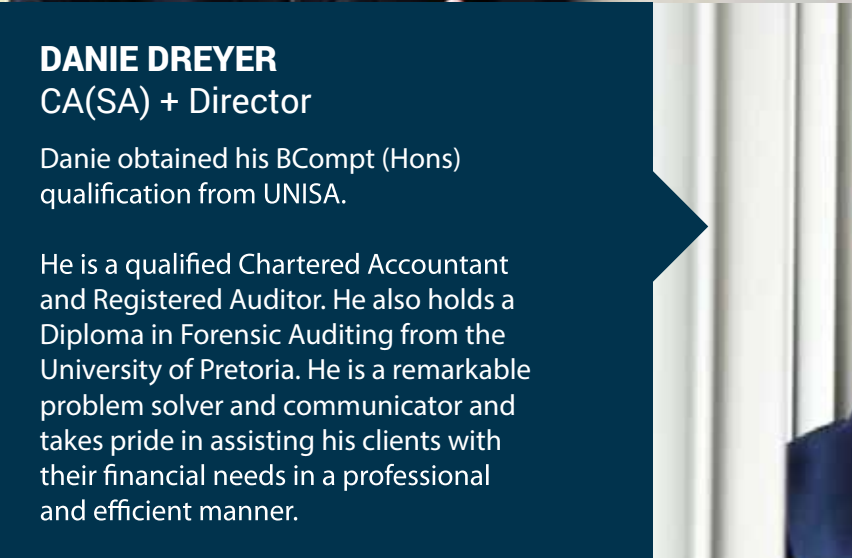 DANIE DREYER
CA(SA) + Director
Danie obtained his BCompt (Hons)
qualification from UNISA.
He is a qualified Chartered Accountant
and Registered Auditor. He also holds a
Diploma in Forensic Auditing from the
University of Pretoria. He is a remarkable
problem solver and communicator and
takes pride in assisting his clients with
their financial needs in a professional
and efficient manner.